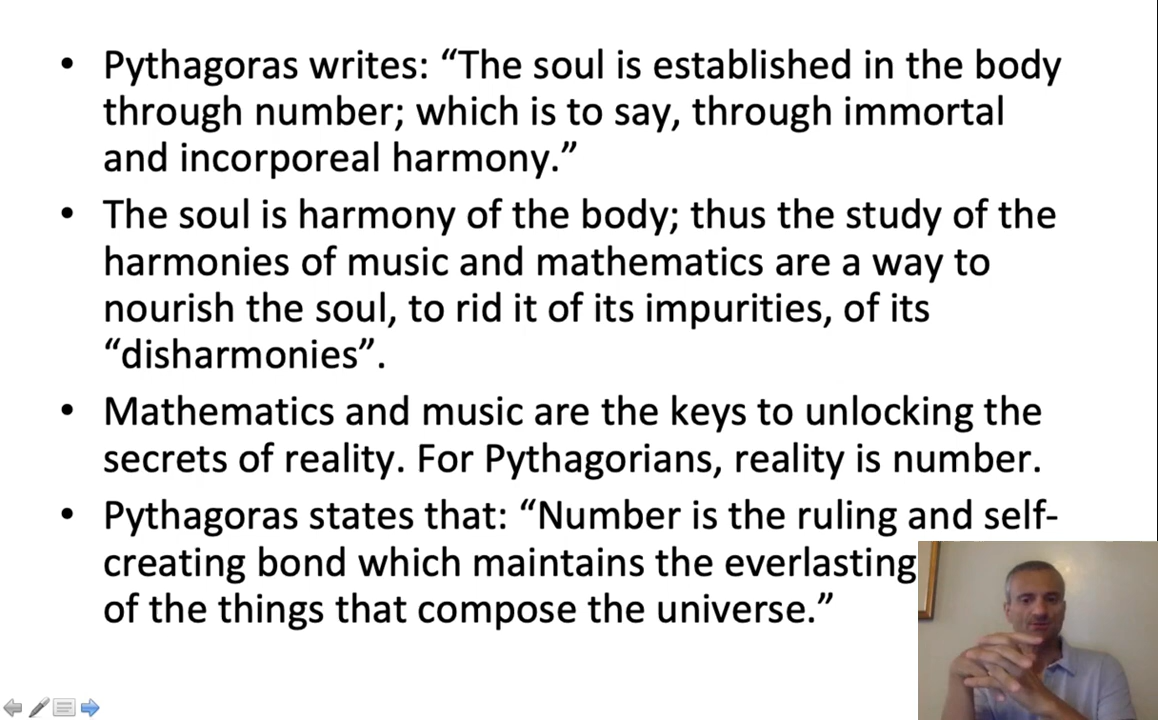 • Pythagoras writes: “The soul is established in the body
through number; which is to say, through immortal
and incorporeal harmony.”
• The soul is harmony of the body; thus the study of the
harmonies of music and mathematics are a way to
nourish the soul, to rid it of its impurities, of its
“disharmonies”.
• Mathematics and music are the keys to unlocking the
secrets of reality. For Pythagorians, reality is number.
• Pythagoras states that: “Number is the ruling and self-
creating bond which maintains the everlasting
of the things that compose the universe.”